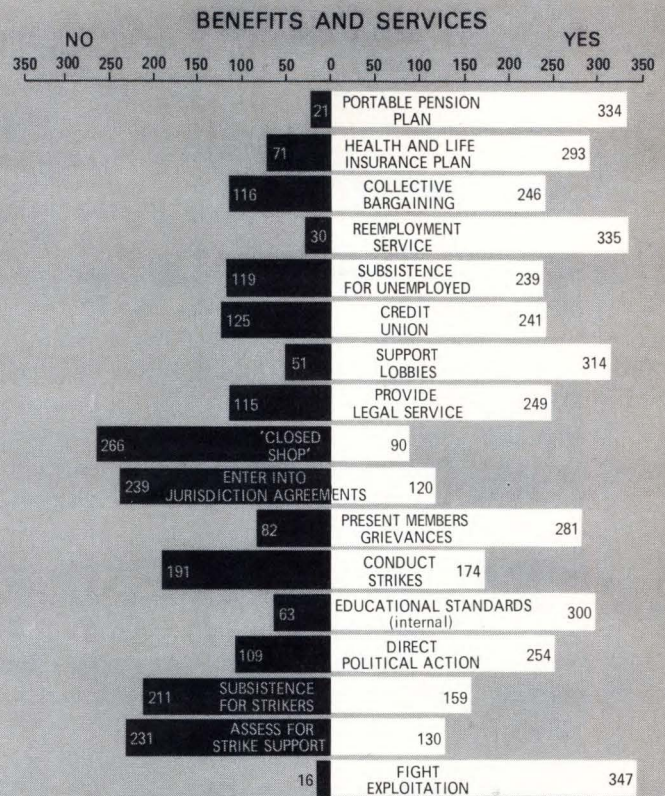 BENEFITS AND SERVICES
NO YES
350 300 250 200 150 100 50 0 50 100 150 200 250 300 350
21 PORTABLE PENSION 334
PLAN
71 HEALTH AND LIFE 293
INSURANCE PLAN
116 COLLECTIVE 246
BARGAINING
30 REEMPLOYMENT 335
SERVICE
119 SUBSISTENCE 239
FOR UNEMPLOYED
125 CREDIT 241
UNION
51 SUPPORT 314
LOBBIES
115 PROVIDE 249
LEGAL SERVICE
266 'CLOSED 90
SHOP'
239 ENTER INTO 120
JURISDICTION AGREEMENTS
82 PRESENT MEMBERS 281
GRIEVANCES
191 CONDUCT 174
STRIKES
63 EDUCATIONAL STANDARDS 300
(internal)
109 DIRECT 254
POLITICAL ACTION
211 SUBSISTENCE 159
FOR STRIKERS
231 ASSESS FOR 130
STRIKE SUPPORT
16 FIGHT 347
EXPLOITATION